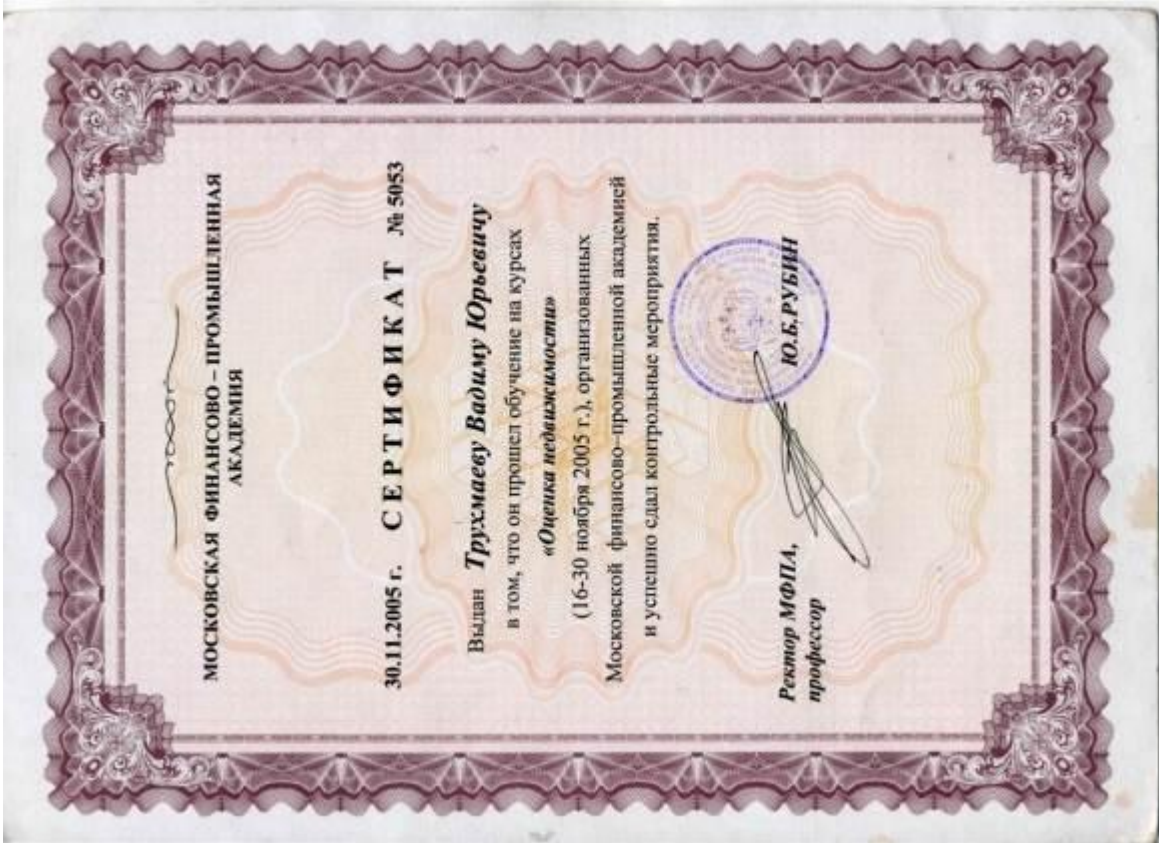 МОСКОВСКАЯ ФИНАНСОВО – ПРОМЫШЛЕННАЯ
АКАДЕМИЯ
30.11.2005 г. СЕРТИФИКАТ № 5053
Выдан Трухмаеву Вадиму Юрьевичу
в том, что он прошел обучение на курсах
«Оценка недвижимости»
(16-30 ноября 2005 г.), организованных
Московской финансово–промышленной академией
и успешно сдал контрольные мероприятия.
Ректор МФПА,
профессор Ю.Б.РУБИН